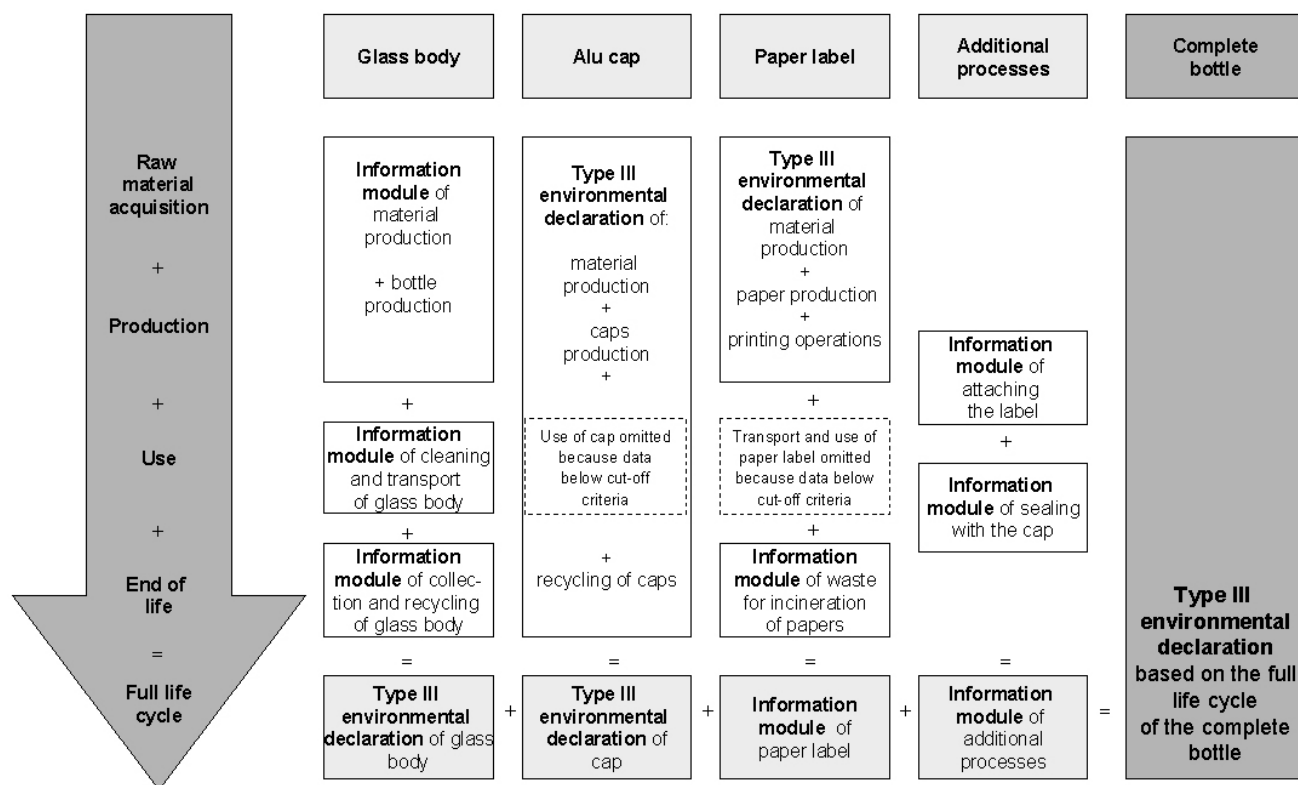 Glass body
Alu cap
Paper label
Additional
processes
Complete
bottle
Raw
material
acquisition
+
Production
+
Use
+
End of
life
=
Full life
cycle
Information
module of
material
production
+ bottle
production
+
Information
module of cleaning
and transport
of glass body
+
Information
module of collec-
tion and recycling
of glass body
=
Type III
environmental
declaration of glass
body
+
Type III
environmental
declaration of:
material
production
+
caps
production
+
Use of cap omitted
because data
below cut-off
criteria
+
recycling of caps
=
Type III
environmental
declaration of
cap
+
Type III
environmental
declaration of
material
production
+
paper production
+
printing operations
+
Transport and use of
paper label omitted
because data below
cut-off criteria
+
Information
module of waste
for incineration
of papers
=
Information
module of
paper label
+
Information
module of
attaching
the label
+
Information
module of sealing
with the cap
=
Information
module of
additional
processes
=
Type III
environmental
declaration
based on the full
life cycle
of the complete
bottle